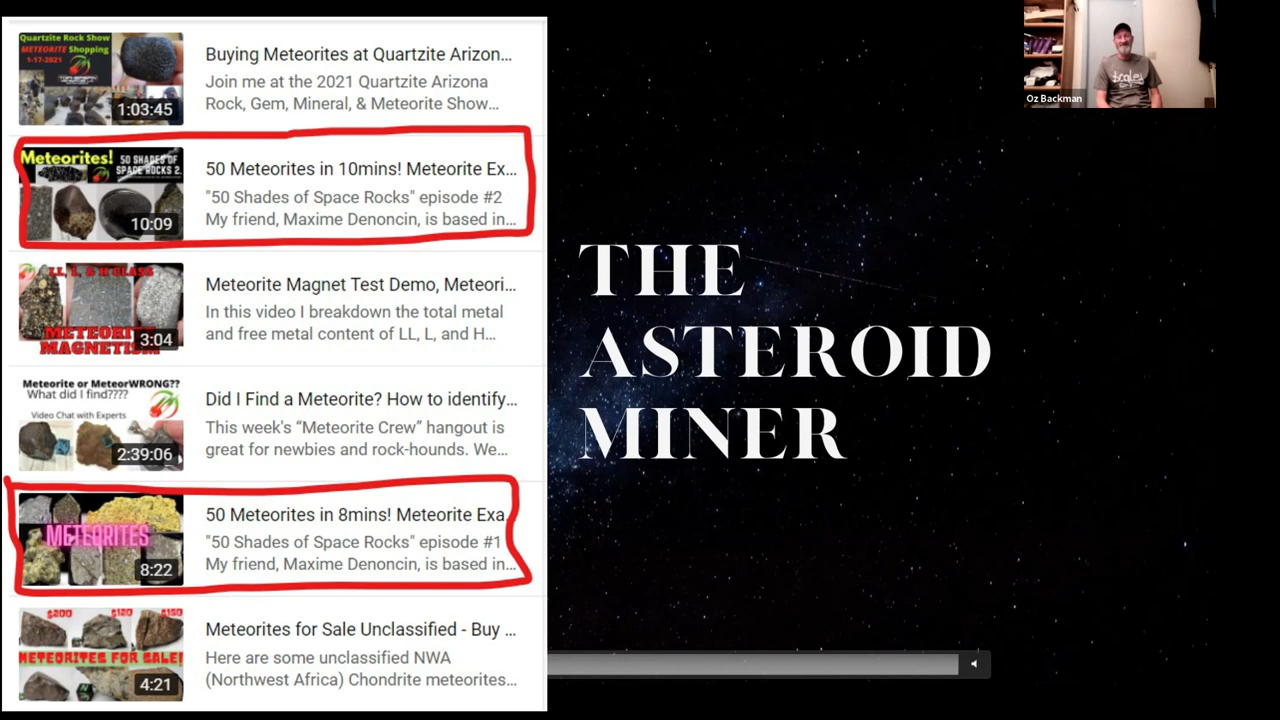 Quartzite Rock Show
METEORITE Shopping
1-17-2021
1:03:45
Buying Meteorites at Quartzite Arizon...
Join me at the 2021 Quartzite Arizona
Rock, Gem, Mineral, & Meteorite Show...
Meteorites!
50 SHADES OF
SPACE ROCKS 2.
10:09
50 Meteorites in 10mins! Meteorite Ex...
"50 Shades of Space Rocks" episode #2
My friend, Maxime Denoncin, is based in...
LL, L, & H CLASS
METEORITE
MAGNETISM
3:04
Meteorite Magnet Test Demo, Meteori...
In this video I breakdown the total metal
and free metal content of LL, L, and H...
Meteorite or MeteorWRONG??
What did i find????
Video Chat with Experts
2:39:06
Did I Find a Meteorite? How to identify...
This week's “Meteorite Crew” hangout is
great for newbies and rock-hounds. We...
METEORITES
8:22
50 Meteorites in 8mins! Meteorite Exa
"50 Shades of Space Rocks" episode #1
My friend, Maxime Denoncin, is based in...
$200
$120
$150
METEORITES FOR SALE!
4:21
Meteorites for Sale Unclassified - Buy ...
Here are some unclassified NWA
(Northwest Africa) Chondrite meteorites...
THE
ASTEROID
MINER
Oz Backman